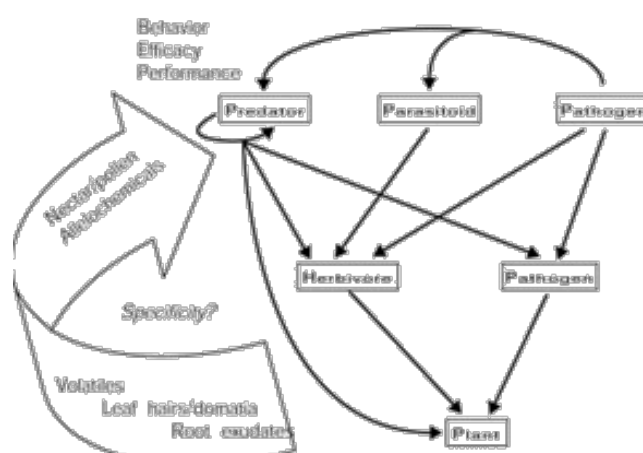 Behavior
Efficacy
Performance
Predator
Parasitoid
Pathogen
Nectar/pollen
Allelochemicals
Herbivore
Pathogen
Specificity?
Volatiles
Leaf hairs/domatia
Root exudates
Plant